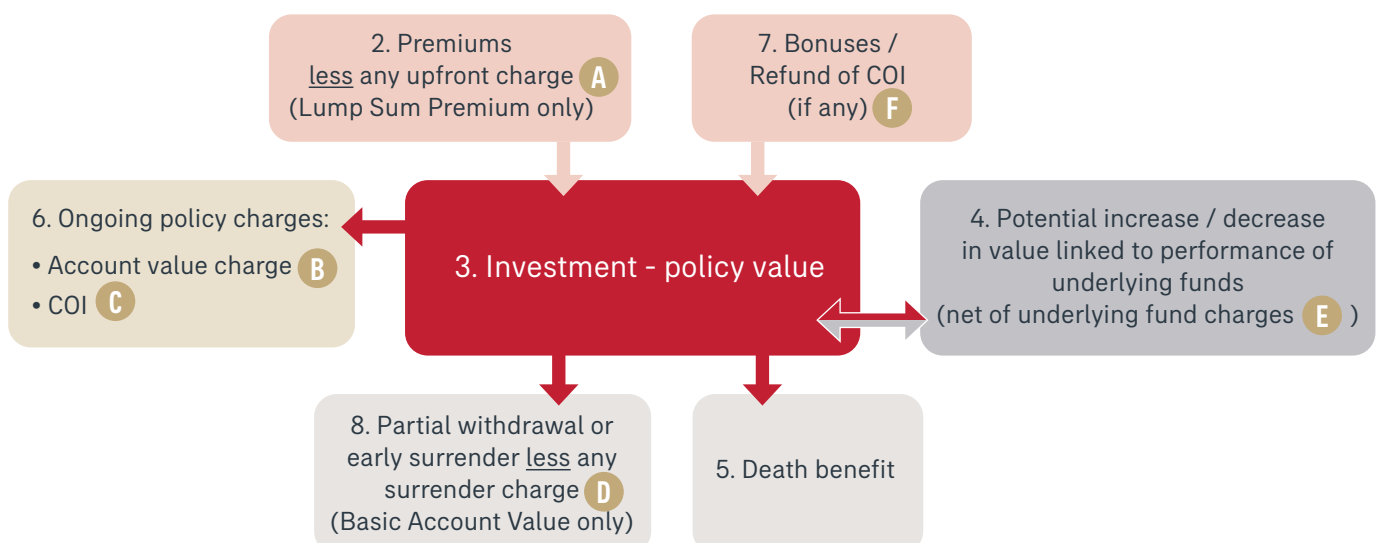 2. Premiums
less any upfront charge A
(Lump Sum Premium only)
7. Bonuses /
Refund of COI
(if any) F
6. Ongoing policy charges:
• Account value charge B
• COI C
3. Investment - policy value
4. Potential increase / decrease
in value linked to performance of
underlying funds
(net of underlying fund charges E )
8. Partial withdrawal or
early surrender less any
surrender charge D
(Basic Account Value only)
5. Death benefit